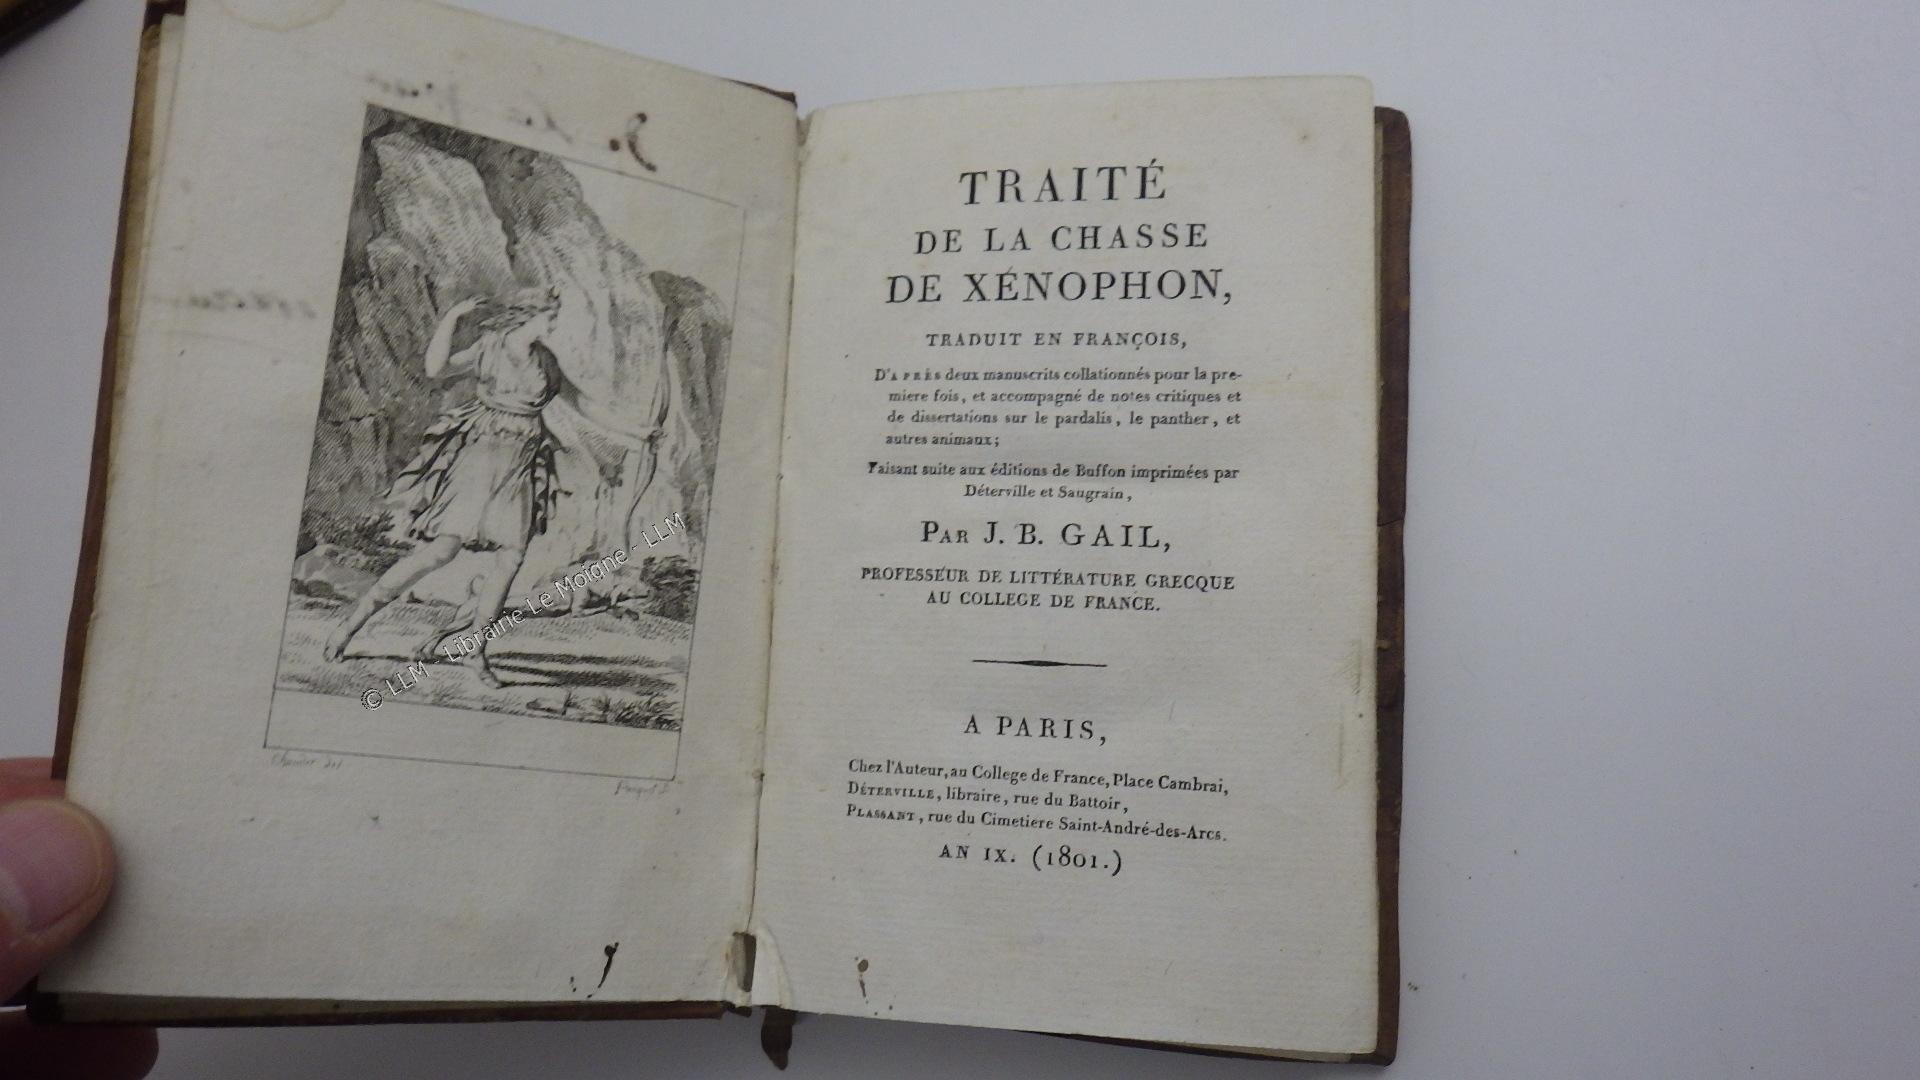 TRAITÉ
DE LA CHASSE
DE XÉNOPHON,
TRADUIT EN FRANÇOIS,
D'APRÈS deux manuscrits collationnés pour la pre-
miere fois, et accompagné de notes critiques et
de dissertations sur le pardalis, le panther, et
autres animaux;
Faisant suite aux éditions de Buffon imprimées par
Déterville et Saugrain,
PAR J. B. GAIL,
PROFESSEUR DE LITTÉRATURE GRECQUE
AU COLLEGE DE FRANCE.
A PARIS,
Chez l'Auteur, au College de France, Place Cambrai,
DÉTERVILLE, libraire, rue du Battoir,
PLASSANT, rue du Cimetiere Saint-André-des-Arcs.
AN IX. (1801.)
© LLM - Librairie Le Moigne - LLM